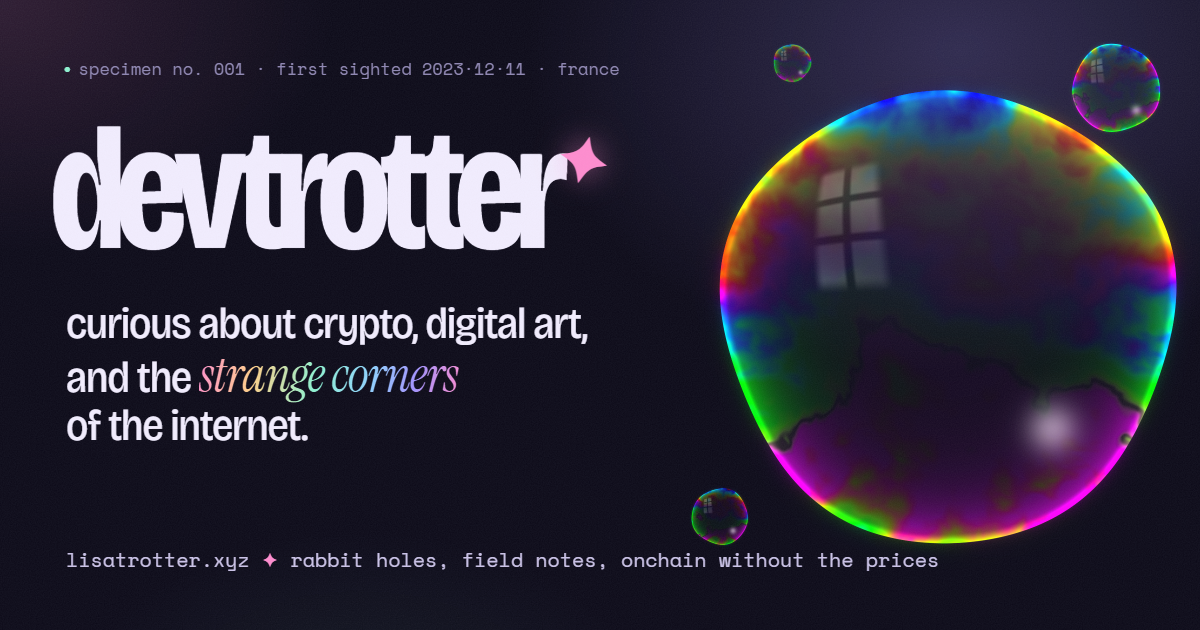 • specimen no. 001 · first sighted 2023·12·11 · france
devtrotter
curious about crypto, digital art,
and the strange corners
of the internet.
lisatrotter.xyz ✦ rabbit holes, field notes, onchain without the prices